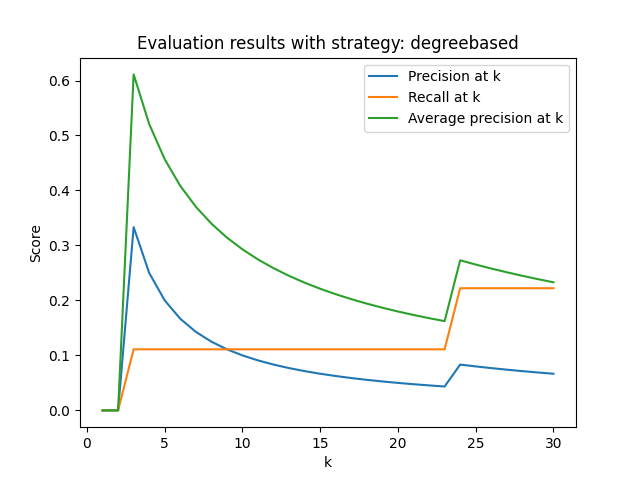 Evaluation results with strategy: degreebased
Precision at k
Recall at k
Average precision at k
Score
0.6
0.5
0.4
0.3
0.2
0.1
0.0
0 5 10 15 20 25 30
k